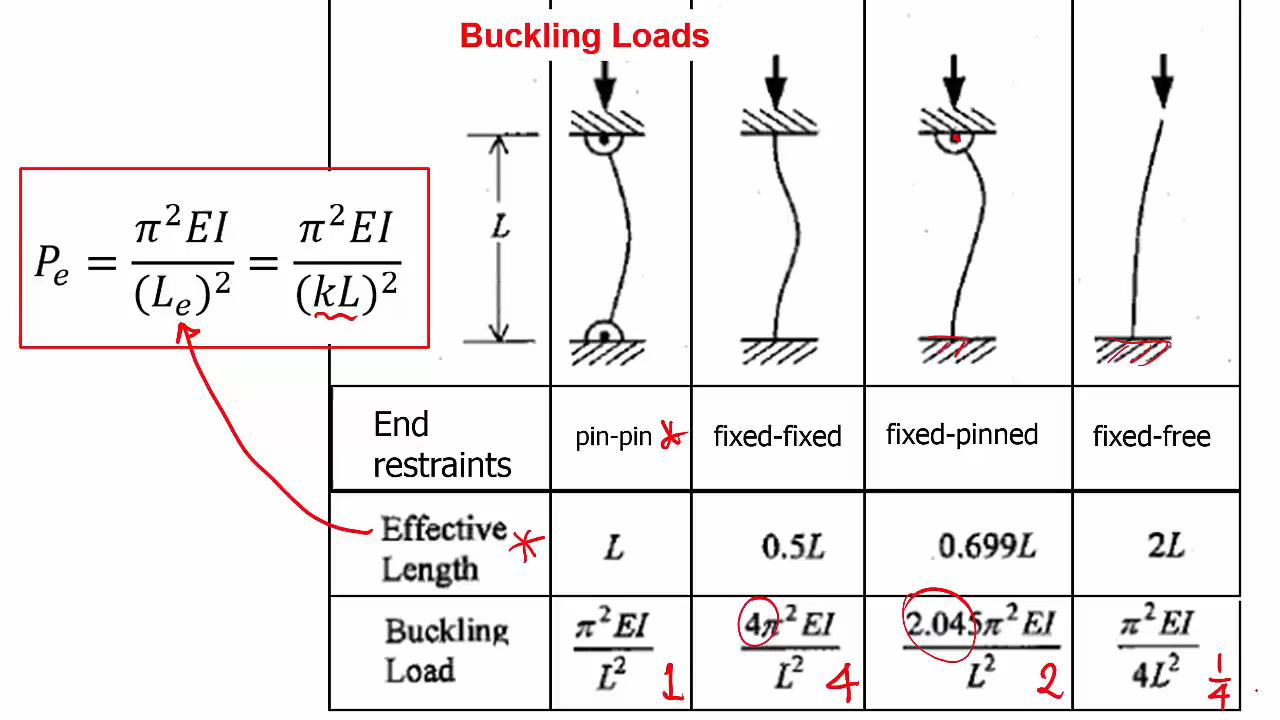 Buckling Loads
P_e = π²EI / (L_e)² = π²EI / (kL)²
L
End restraints
pin-pin *
fixed-fixed
fixed-pinned
fixed-free
Effective Length *
L
0.5L
0.699L
2L
Buckling Load
π²EI / L² 1
4π²EI / L² 4
2.045π²EI / L² 2
π²EI / 4L² 1/4